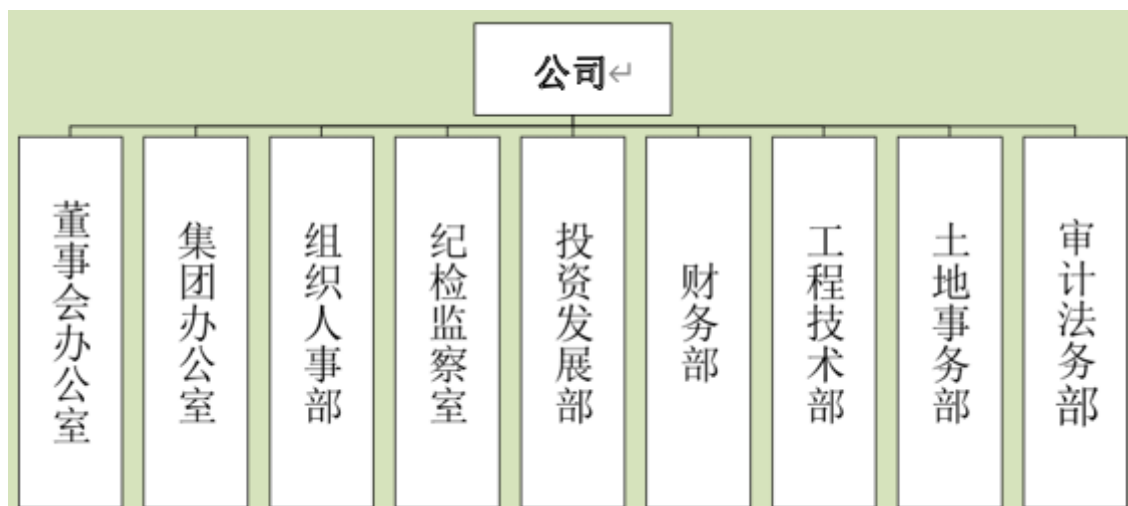 公司
董事会办公室
集团办公室
组织人事部
纪检监察室
投资发展部
财务部
工程技术部
土地事务部
审计法务部